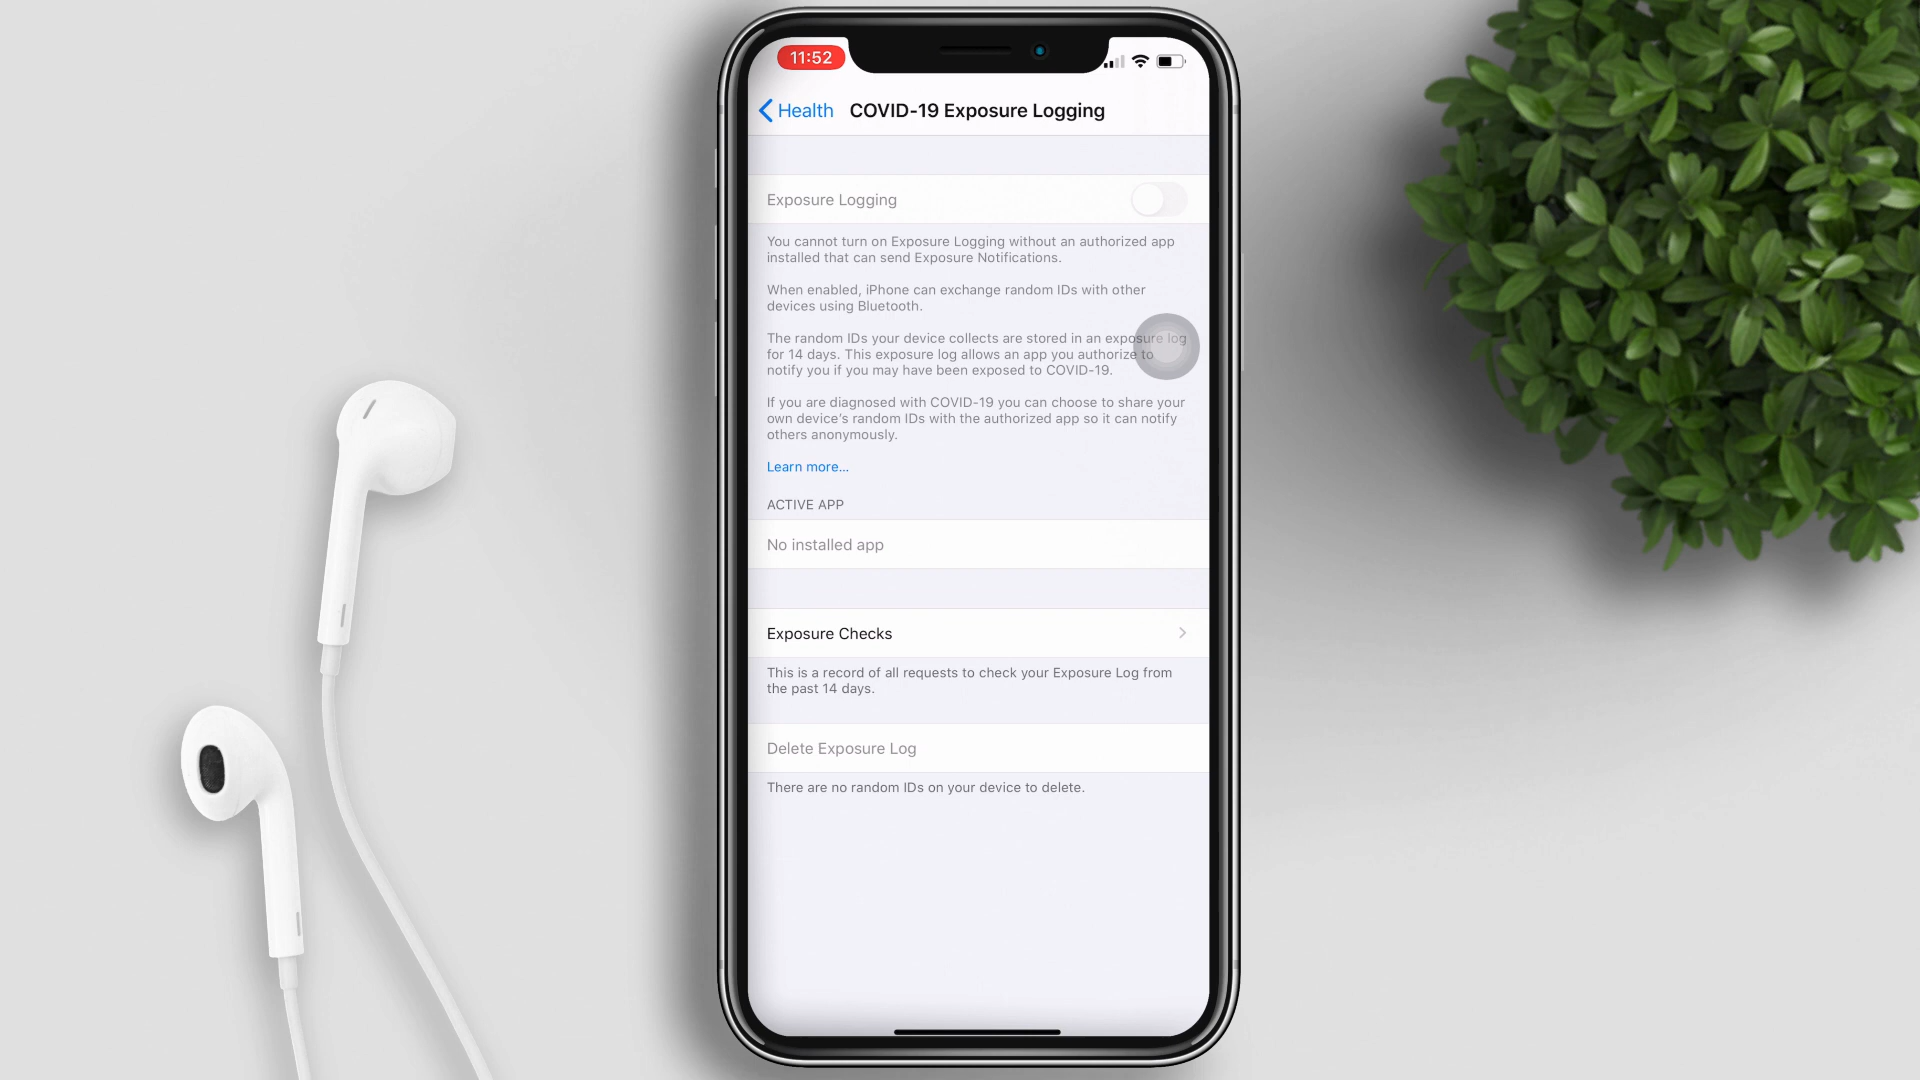 11:52
Health COVID-19 Exposure Logging
Exposure Logging
You cannot turn on Exposure Logging without an authorized app
installed that can send Exposure Notifications.
When enabled, iPhone can exchange random IDs with other
devices using Bluetooth.
The random IDs your device collects are stored in an exposure log
for 14 days. This exposure log allows an app you authorize to
notify you if you may have been exposed to COVID-19.
If you are diagnosed with COVID-19 you can choose to share your
own device's random IDs with the authorized app so it can notify
others anonymously.
Learn more...
ACTIVE APP
No installed app
Exposure Checks
This is a record of all requests to check your Exposure Log from
the past 14 days.
Delete Exposure Log
There are no random IDs on your device to delete.